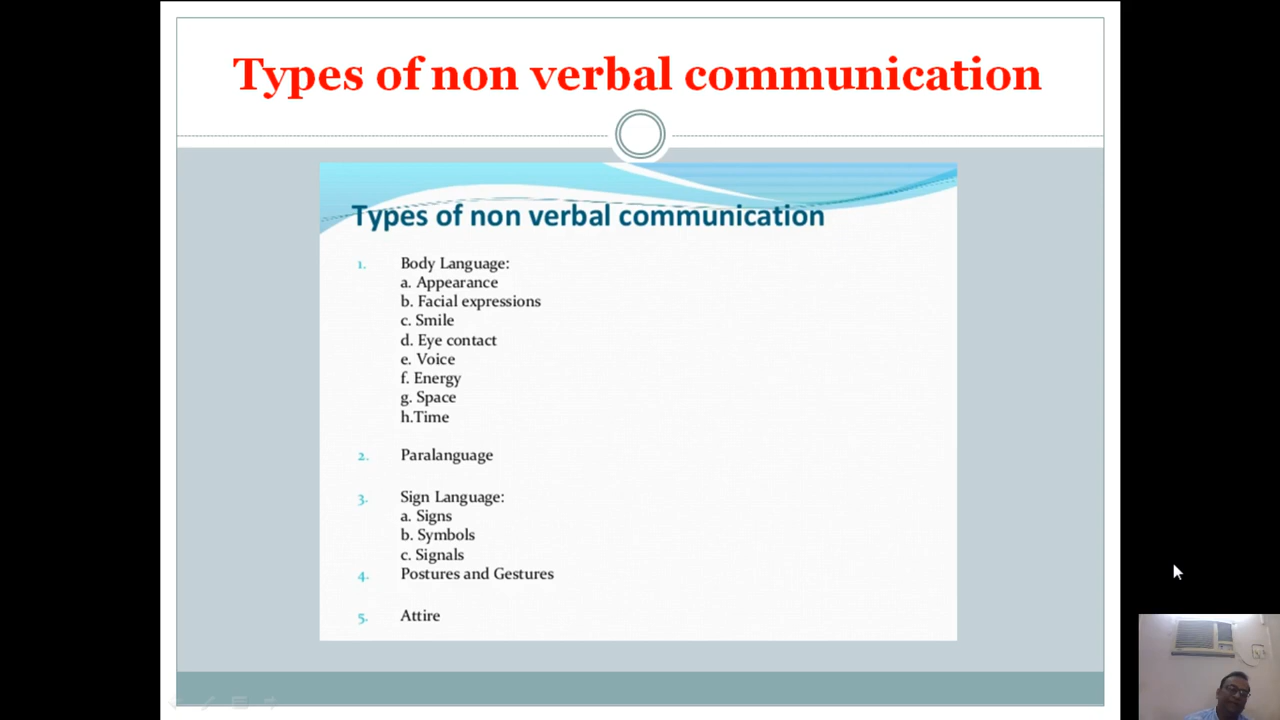 Types of non verbal communication
Types of non verbal communication
1. Body Language:
a. Appearance
b. Facial expressions
c. Smile
d. Eye contact
e. Voice
f. Energy
g. Space
h.Time
2. Paralanguage
3. Sign Language:
a. Signs
b. Symbols
c. Signals
4. Postures and Gestures
5. Attire